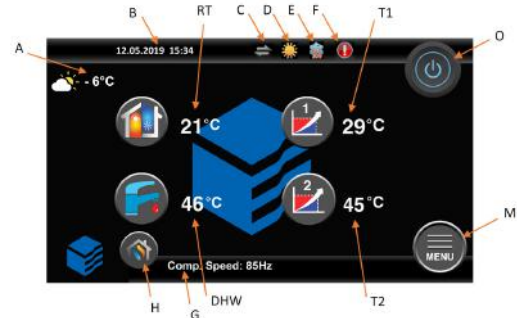 B RT C D E F T1
A O
12.05.2019 15:34
- 6°C
1
21°C 29°C
2
46°C 45°C
M
MENU
Comp. Speed: 85Hz
H G DHW T2